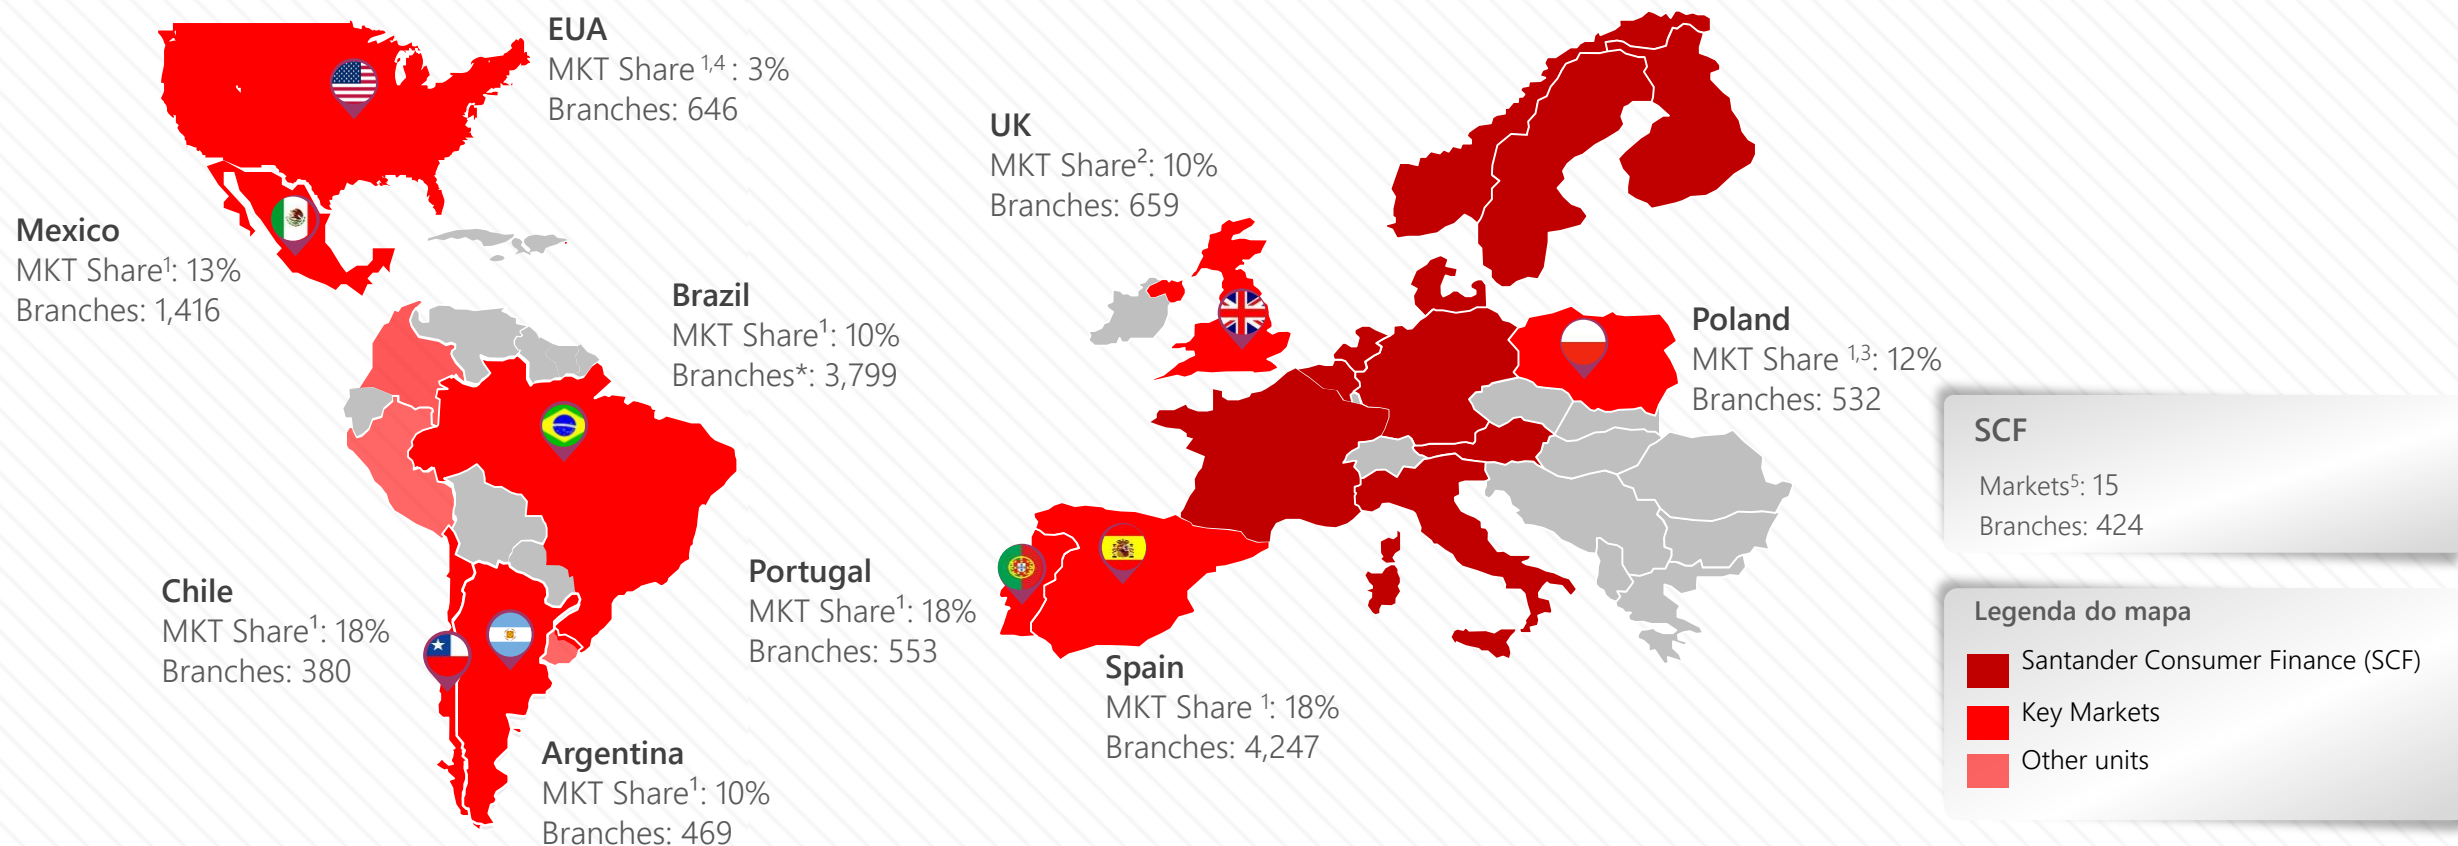 EUA
MKT Share ¹,⁴ : 3%
Branches: 646
Mexico
MKT Share¹: 13%
Branches: 1,416
Brazil
MKT Share¹: 10%
Branches*: 3,799
Chile
MKT Share¹: 18%
Branches: 380
Argentina
MKT Share¹: 10%
Branches: 469
UK
MKT Share²: 10%
Branches: 659
Portugal
MKT Share¹: 18%
Branches: 553
Spain
MKT Share ¹: 18%
Branches: 4,247
Poland
MKT Share ¹,³: 12%
Branches: 532
SCF
Markets⁵: 15
Branches: 424
Legenda do mapa
Santander Consumer Finance (SCF)
Key Markets
Other units